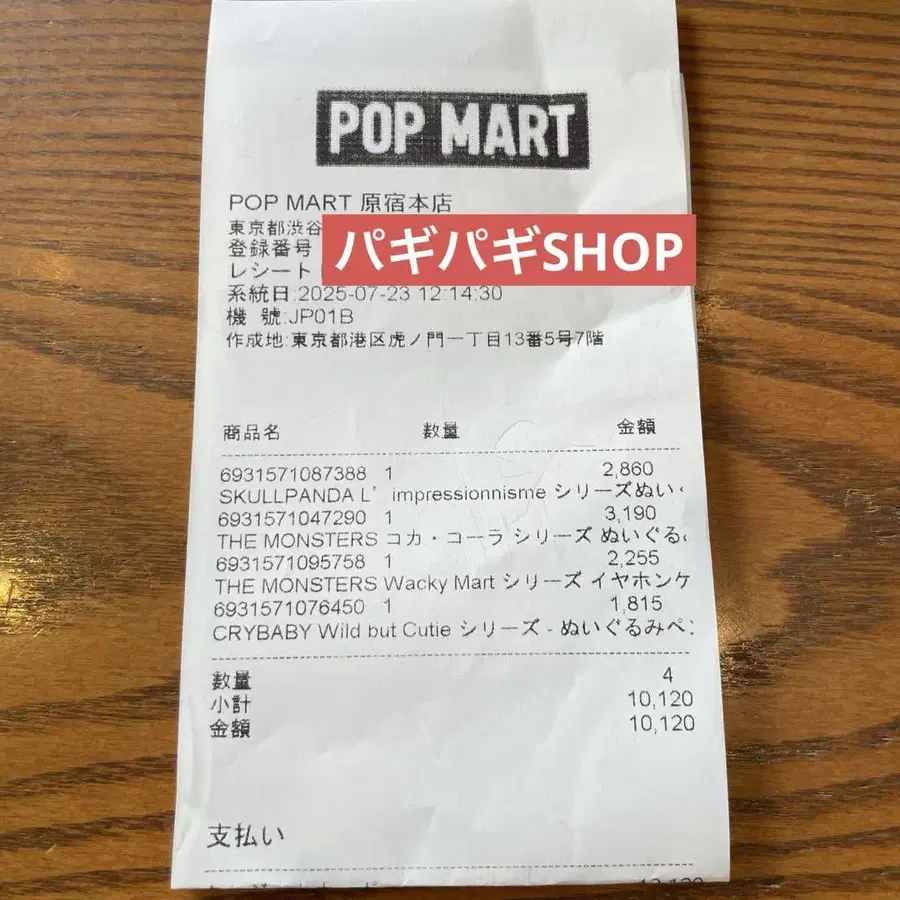 POP MART
POP MART 原宿本店
東京都渋谷
登録番号
パギパギSHOP
レシート
系統日:2025-07-23 12:14:30
機 號:JP01B
作成地:東京都港区虎ノ門一丁目13番5号7階
商品名 数量 金額
6931571087388 1 2,860
SKULLPANDA L' impressionnisme シリーズぬい
6931571047290 1 3,190
THE MONSTERS コカ・コーラ シリーズ ぬいぐる
6931571095758 1 2,255
THE MONSTERS Wacky Mart シリーズ イヤホンケ
6931571076450 1 1,815
CRYBABY Wild but Cutie シリーズ - ぬいぐるみペン
数量 4
小計 10,120
金額 10,120
支払い